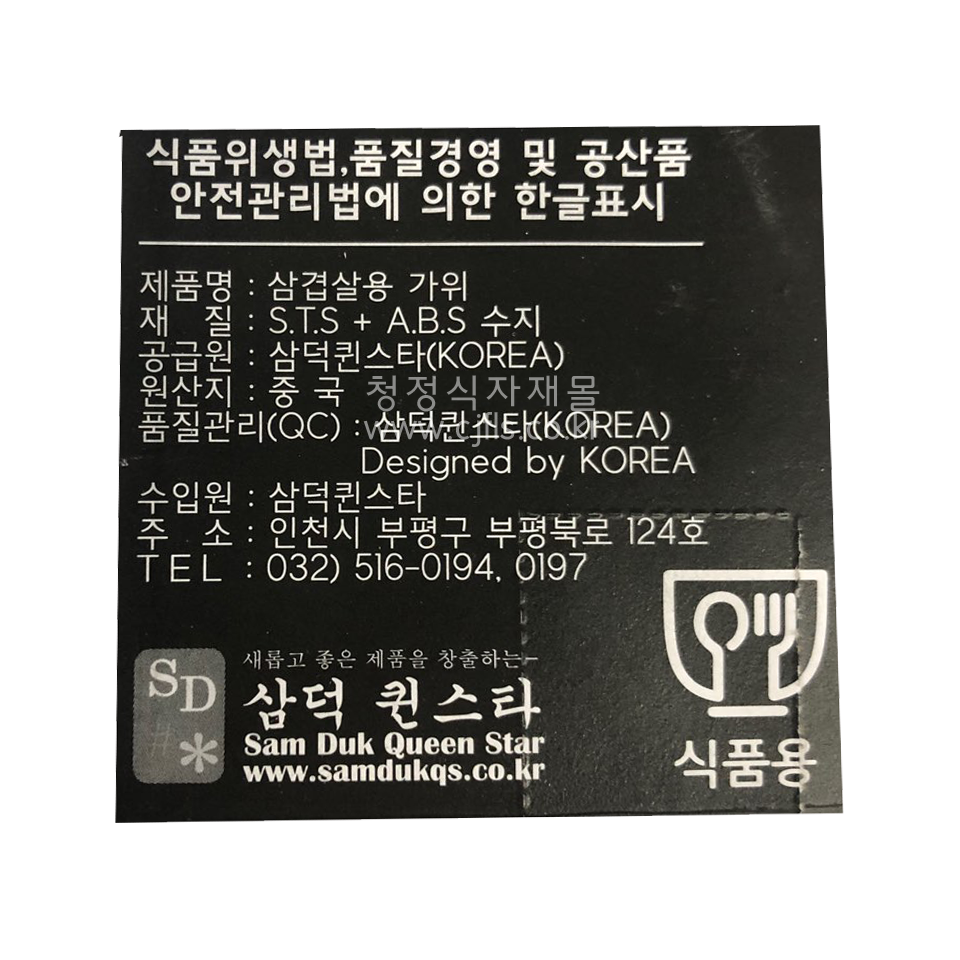 식품위생법,품질경영 및 공산품
안전관리법에 의한 한글표시
제품명 : 삼겹살용 가위
재 질 : S.T.S + A.B.S 수지
공급원 : 삼덕퀸스타(KOREA)
원산지 : 중 국
청정식자재몰
품질관리(QC) : 삼덕퀸스타(KOREA)
www.cjls.co.kr
Designed by KOREA
수입원 : 삼덕퀸스타
주 소 : 인천시 부평구 부평북로 124호
TEL : 032) 516-0194, 0197
SD
#*
새롭고 좋은 제품을 창출하는-
삼덕 퀸스타
Sam Duk Queen Star
www.samdukqs.co.kr
식품용